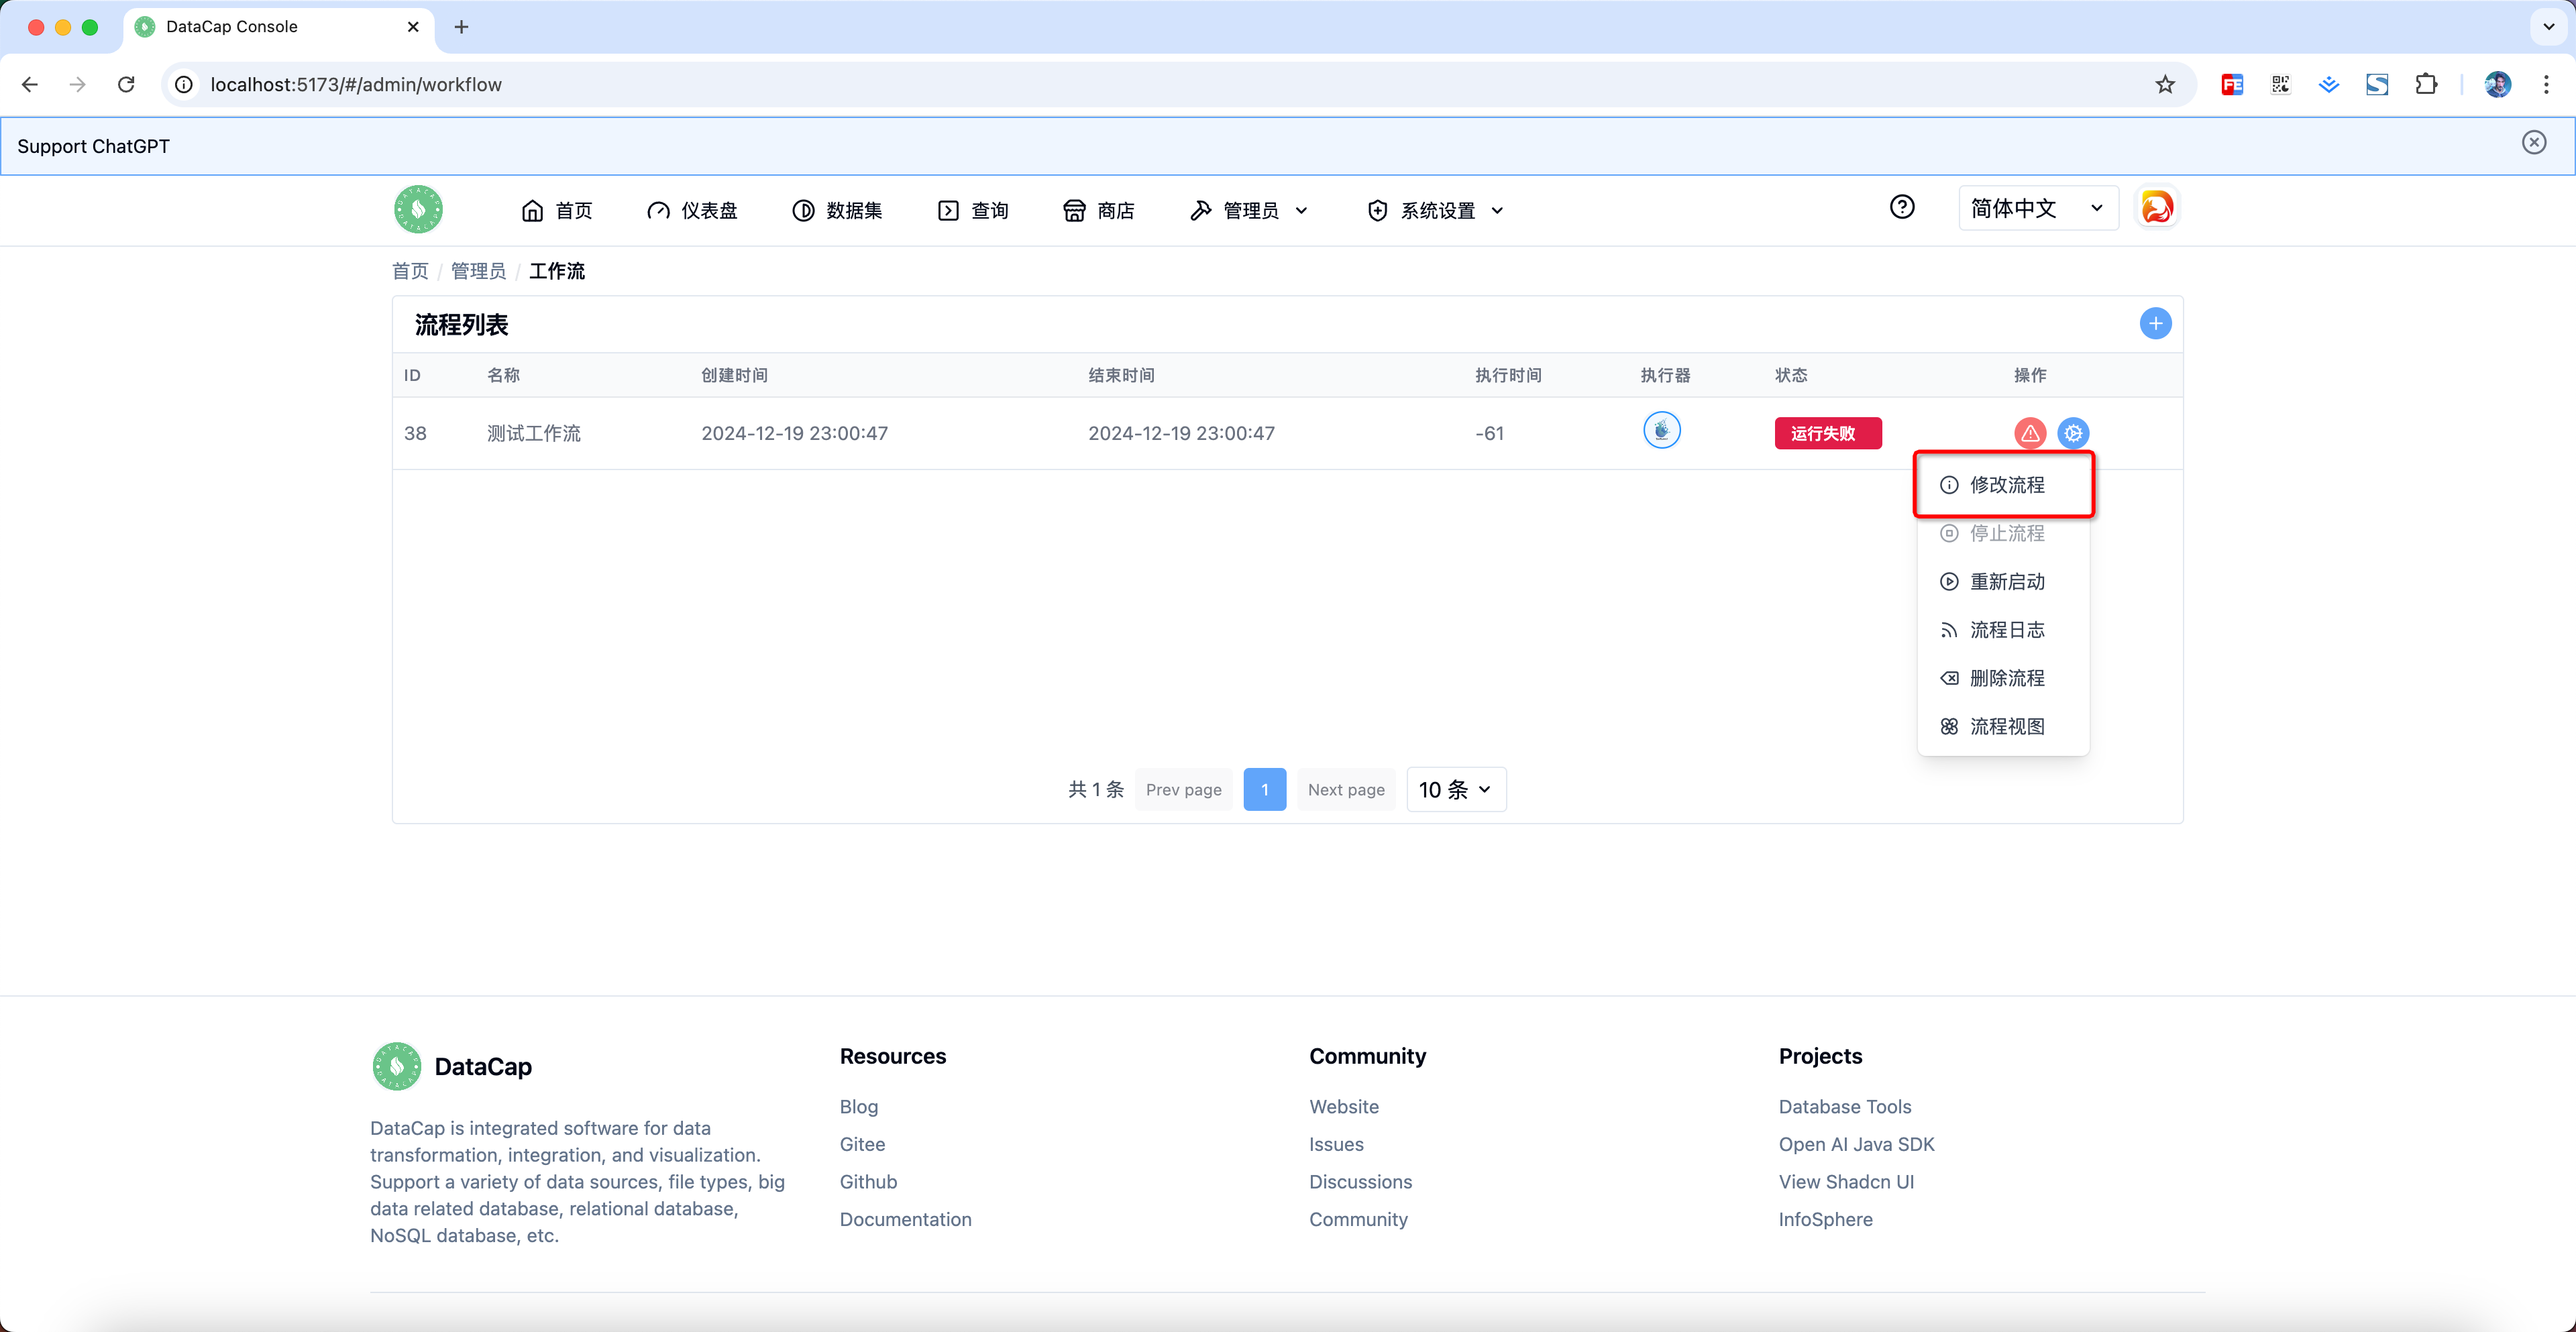 DataCap Console
localhost:5173/#/admin/workflow
Support ChatGPT
首页 仪表盘 数据集 查询 商店 管理员 系统设置 简体中文
首页 / 管理员 / 工作流
流程列表
ID 名称 创建时间 结束时间 执行时间 执行器 状态 操作
38 测试工作流 2024-12-19 23:00:47 2024-12-19 23:00:47 -61 运行失败
修改流程
停止流程
重新启动
流程日志
删除流程
流程视图
共 1 条 Prev page 1 Next page 10 条
DataCap
DataCap is integrated software for data
transformation, integration, and visualization.
Support a variety of data sources, file types, big
data related database, relational database,
NoSQL database, etc.
Resources
Blog
Gitee
Github
Documentation
Community
Website
Issues
Discussions
Community
Projects
Database Tools
Open AI Java SDK
View Shadcn UI
InfoSphere